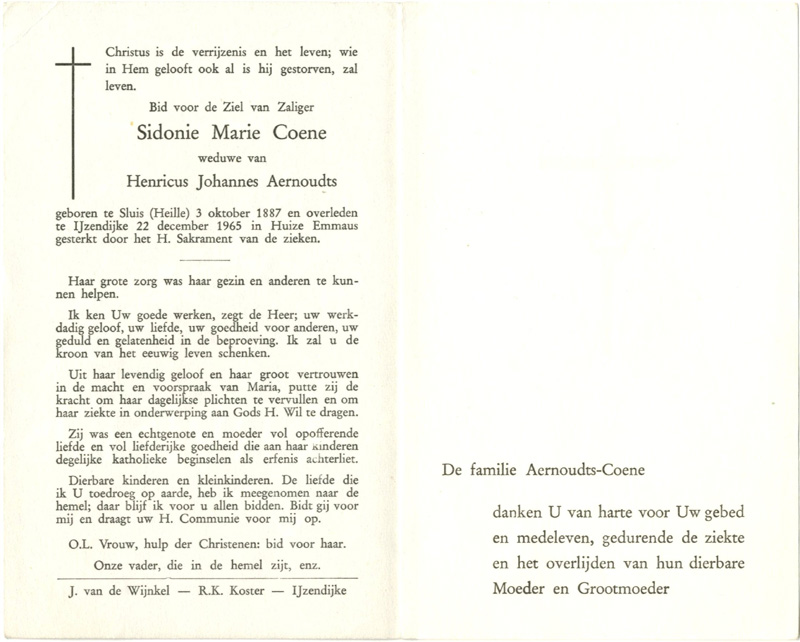 Christus is de verrijzenis en het leven; wie
in Hem gelooft ook al is hij gestorven, zal
leven.
Bid voor de Ziel van Zaliger
Sidonie Marie Coene
weduwe van
Henricus Johannes Aernoudts
geboren te Sluis (Heille) 3 oktober 1887 en overleden
te IJzendijke 22 december 1965 in Huize Emmaus
gesterkt door het H. Sakrament van de zieken.
Haar grote zorg was haar gezin en anderen te kun-
nen helpen.
Ik ken Uw goede werken, zegt de Heer; uw werk-
dadig geloof, uw liefde, uw goedheid voor anderen, uw
geduld en gelatenheid in de beproeving. Ik zal u de
kroon van het eeuwig leven schenken.
Uit haar levendig geloof en haar groot vertrouwen
in de macht en voorspraak van Maria, putte zij de
kracht om haar dagelijkse plichten te vervullen en om
haar ziekte in onderwerping aan Gods H. Wil te dragen.
Zij was een echtgenote en moeder vol opofferende
liefde en vol liefderijke goedheid die aan haar kinderen
degelijke katholieke beginselen als erfenis achterliet.
Dierbare kinderen en kleinkinderen. De liefde die
ik U toedroeg op aarde, heb ik meegenomen naar de
hemel; daar blijf ik voor u allen bidden. Bidt gij voor
mij en draagt uw H. Communie voor mij op.
O.L. Vrouw, hulp der Christenen: bid voor haar.
Onze vader, die in de hemel zijt, enz.
J. van de Wijnkel — R.K. Koster — IJzendijke
De familie Aernoudts-Coene
danken U van harte voor Uw gebed
en medeleven, gedurende de ziekte
en het overlijden van hun dierbare
Moeder en Grootmoeder